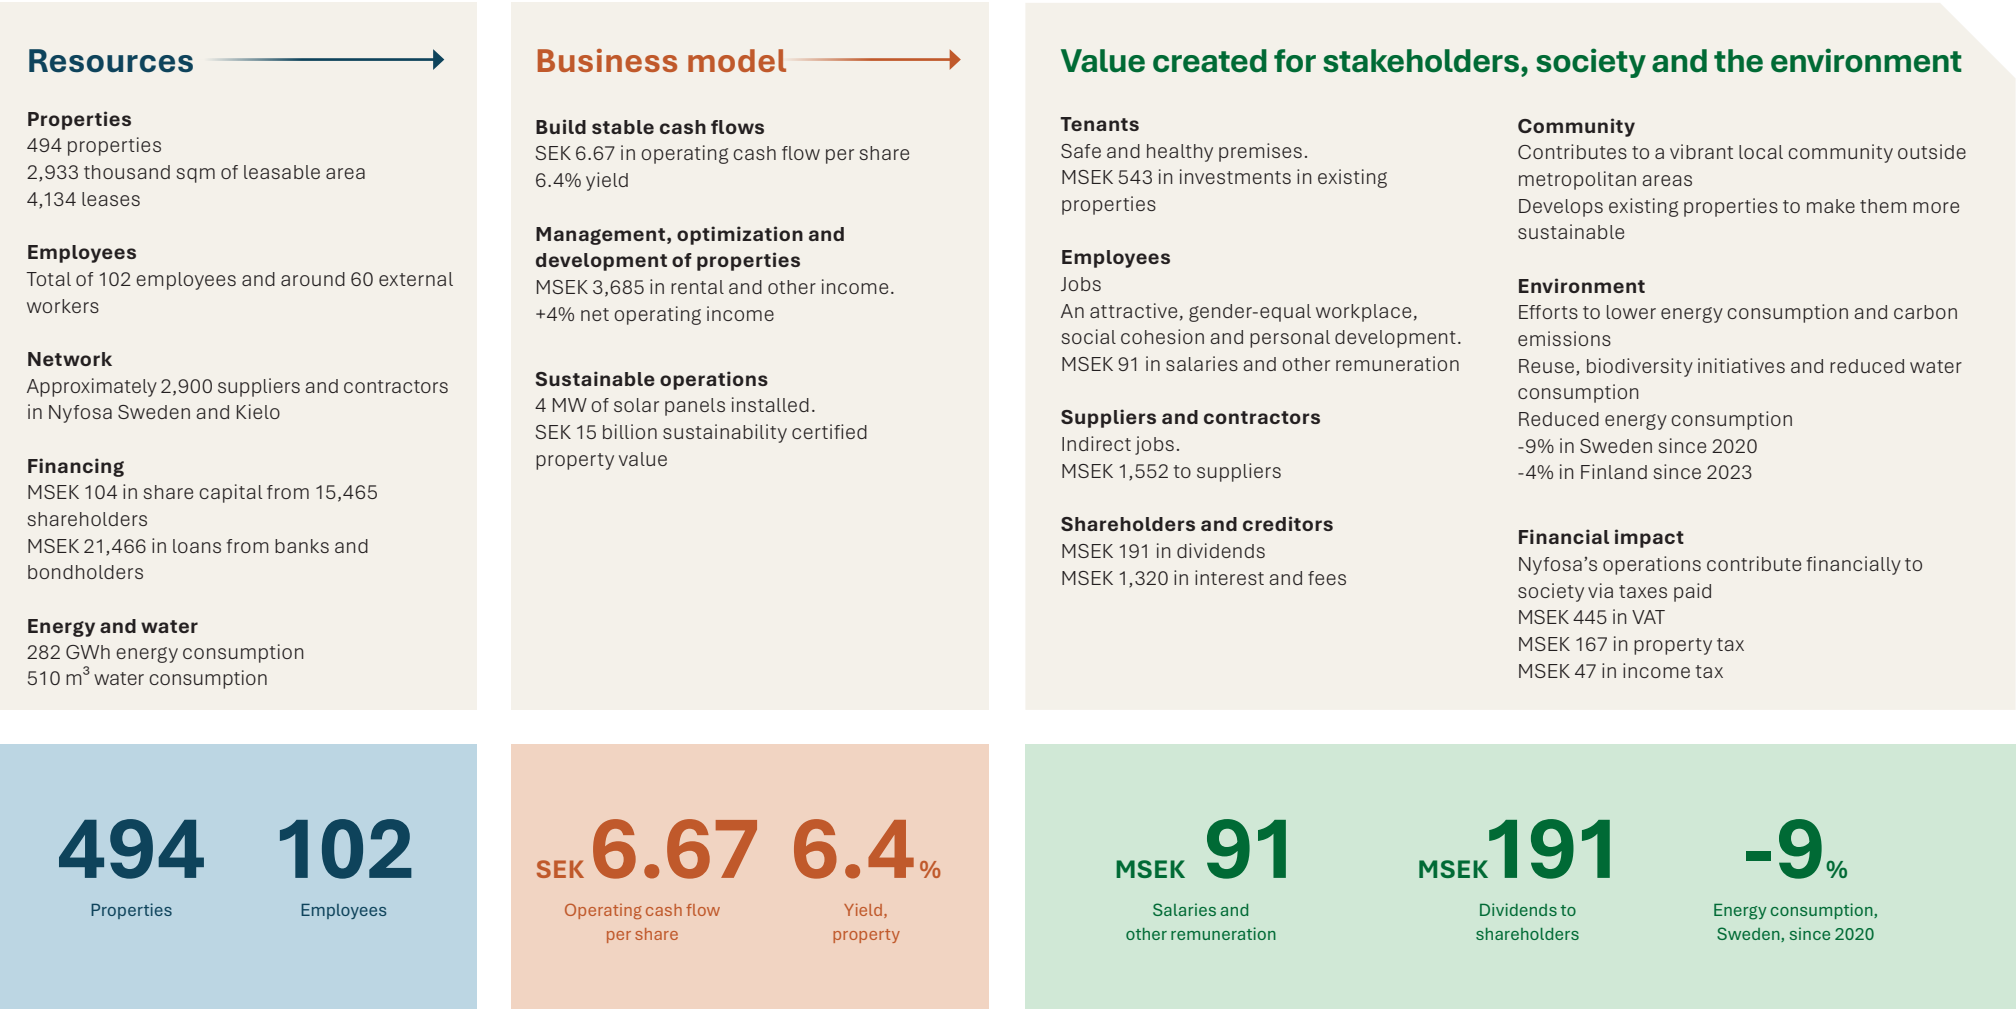 Resources
Properties
494 properties
2,933 thousand sqm of leasable area
4,134 leases
Employees
Total of 102 employees and around 60 external
workers
Network
Approximately 2,900 suppliers and contractors
in Nyfosa Sweden and Kielo
Financing
MSEK 104 in share capital from 15,465
shareholders
MSEK 21,466 in loans from banks and
bondholders
Energy and water
282 GWh energy consumption
510 m³ water consumption
Business model
Build stable cash flows
SEK 6.67 in operating cash flow per share
6.4% yield
Management, optimization and
development of properties
MSEK 3,685 in rental and other income.
+4% net operating income
Sustainable operations
4 MW of solar panels installed.
SEK 15 billion sustainability certified
property value
Value created for stakeholders, society and the environment
Tenants
Safe and healthy premises.
MSEK 543 in investments in existing
properties
Employees
Jobs
An attractive, gender-equal workplace,
social cohesion and personal development.
MSEK 91 in salaries and other remuneration
Suppliers and contractors
Indirect jobs.
MSEK 1,552 to suppliers
Shareholders and creditors
MSEK 191 in dividends
MSEK 1,320 in interest and fees
Community
Contributes to a vibrant local community outside
metropolitan areas
Develops existing properties to make them more
sustainable
Environment
Efforts to lower energy consumption and carbon
emissions
Reuse, biodiversity initiatives and reduced water
consumption
Reduced energy consumption
-9% in Sweden since 2020
-4% in Finland since 2023
Financial impact
Nyfosa’s operations contribute financially to
society via taxes paid
MSEK 445 in VAT
MSEK 167 in property tax
MSEK 47 in income tax
494
Properties
102
Employees
SEK 6.67
Operating cash flow
per share
6.4 %
Yield,
property
MSEK 91
Salaries and
other remuneration
MSEK 191
Dividends to
shareholders
-9 %
Energy consumption,
Sweden, since 2020